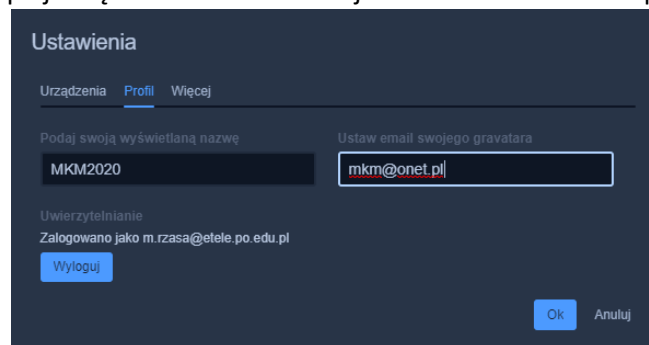 Ustawienia
Urządzenia Profil Więcej
Podaj swoją wyświetlaną nazwę Ustaw email swojego gravatara
MKM2020 mkm@onet.pl
Uwierzytelnianie
Zalogowano jako m.rzasa@etele.po.edu.pl
Wyloguj
Ok Anuluj